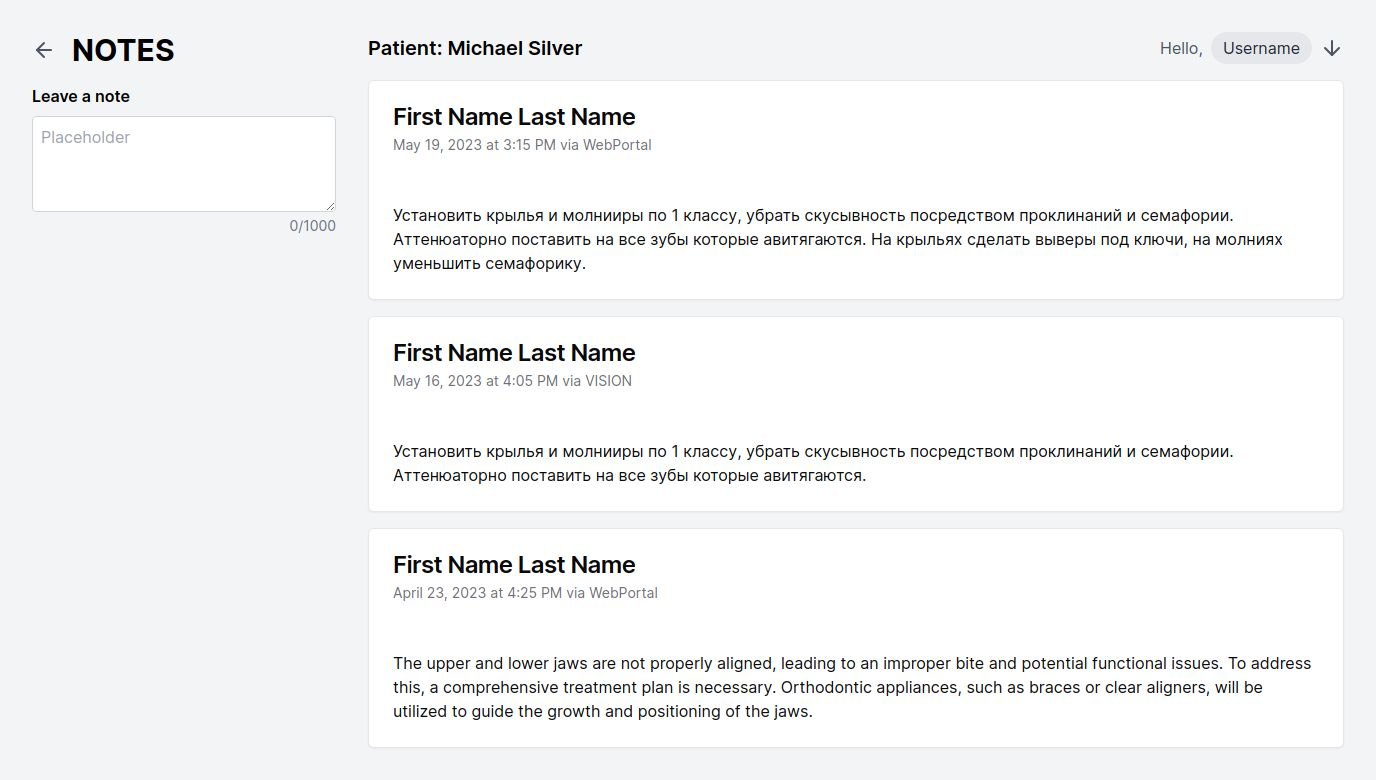 NOTES
Leave a note
Placeholder
0/1000
Patient: Michael Silver
Hello, Username
First Name Last Name
May 19, 2023 at 3:15 PM via WebPortal
Установить крылья и молнииры по 1 классу, убрать скусывность посредством проклинаний и семафории.
Аттенюаторно поставить на все зубы которые авитягаются. На крыльях сделать выверы под ключи, на молниях
уменьшить семафорику.
First Name Last Name
May 16, 2023 at 4:05 PM via VISION
Установить крылья и молнииры по 1 классу, убрать скусывность посредством проклинаний и семафории.
Аттенюаторно поставить на все зубы которые авитягаются.
First Name Last Name
April 23, 2023 at 4:25 PM via WebPortal
The upper and lower jaws are not properly aligned, leading to an improper bite and potential functional issues. To address
this, a comprehensive treatment plan is necessary. Orthodontic appliances, such as braces or clear aligners, will be
utilized to guide the growth and positioning of the jaws.